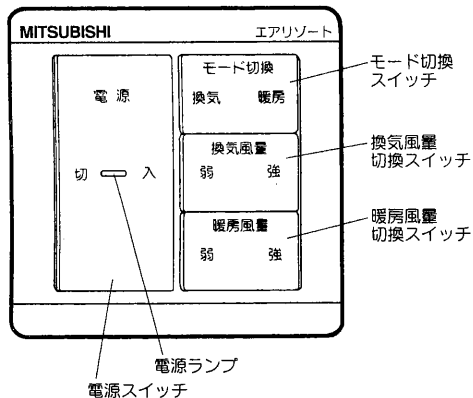 MITSUBISHI エアリゾート
電源
切 入
モード切換
換気 暖房
換気風量
弱 強
暖房風量
弱 強
モード切換
スイッチ
換気風量
切換スイッチ
暖房風量
切換スイッチ
電源ランプ
電源スイッチ